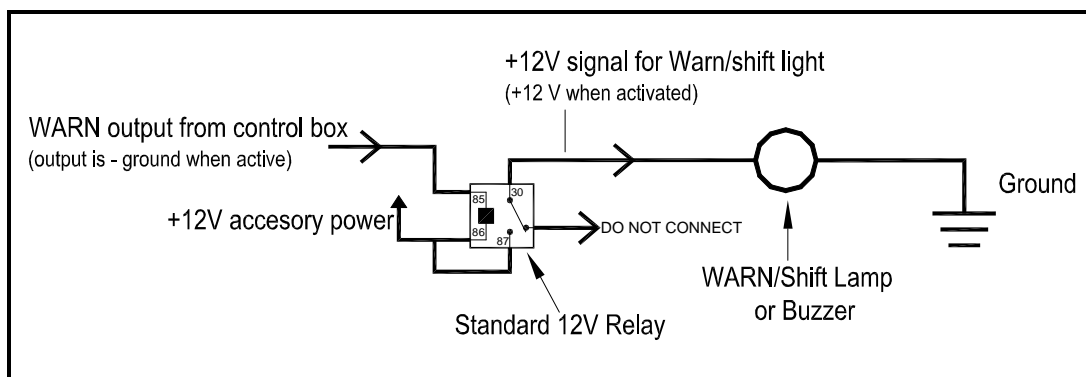 +12V signal for Warn/shift light
(+12 V when activated)
WARN output from control box
(output is - ground when active)
+12V accesory power
85
30
86
87
DO NOT CONNECT
Ground
WARN/Shift Lamp
or Buzzer
Standard 12V Relay